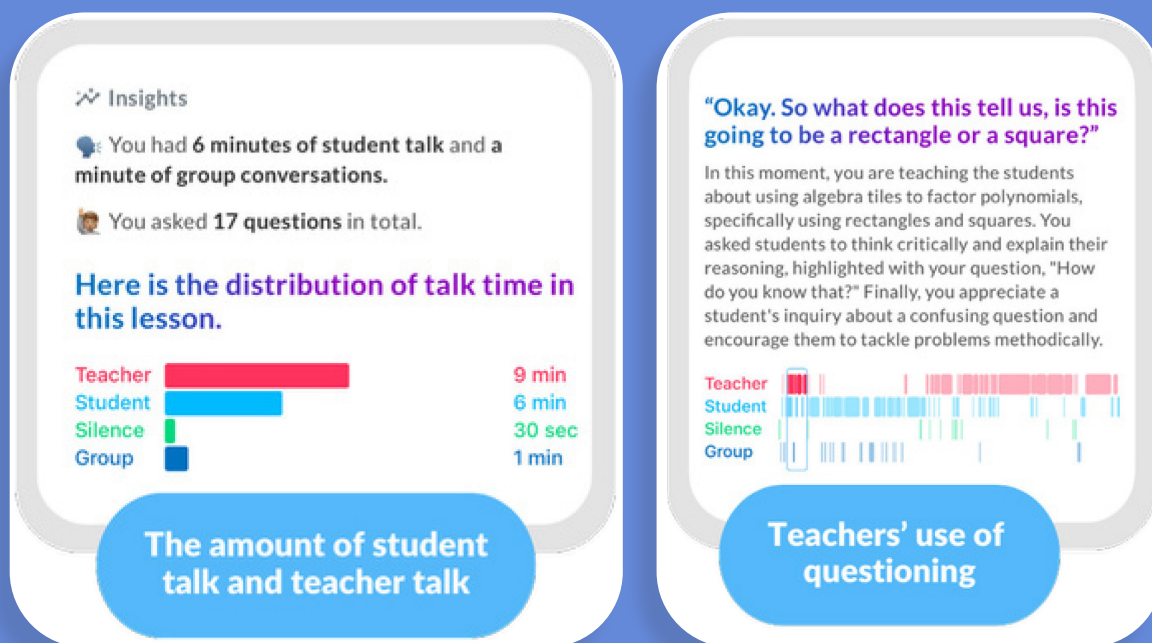 Insights
You had 6 minutes of student talk and a
minute of group conversations.
You asked 17 questions in total.
Here is the distribution of talk time in
this lesson.
Teacher 9 min
Student 6 min
Silence 30 sec
Group 1 min
The amount of student
talk and teacher talk
“Okay. So what does this tell us, is this
going to be a rectangle or a square?”
In this moment, you are teaching the students
about using algebra tiles to factor polynomials,
specifically using rectangles and squares. You
asked students to think critically and explain their
reasoning, highlighted with your question, "How
do you know that?" Finally, you appreciate a
student's inquiry about a confusing question and
encourage them to tackle problems methodically.
Teacher
Student
Silence
Group
Teachers’ use of
questioning